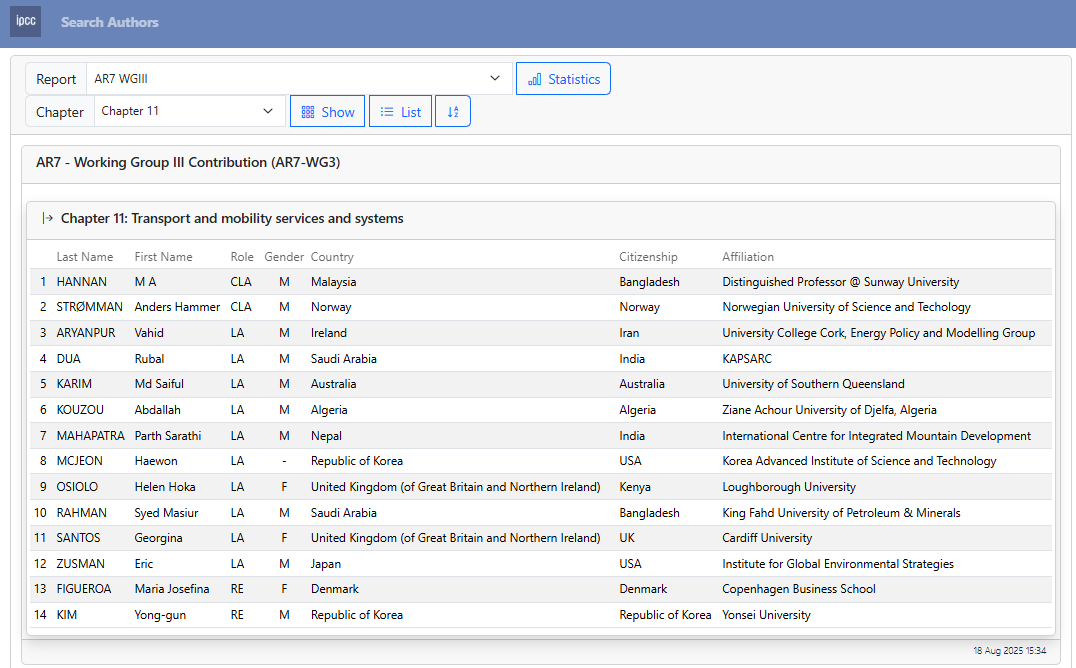 ipcc Search Authors
Report AR7 WGIII Statistics
Chapter Chapter 11 Show List
AR7 - Working Group III Contribution (AR7-WG3)
Chapter 11: Transport and mobility services and systems
Last Name First Name Role Gender Country Citizenship Affiliation
1 HANNAN M A CLA M Malaysia Bangladesh Distinguished Professor @ Sunway University
2 STRØMMAN Anders Hammer CLA M Norway Norway Norwegian University of Science and Techology
3 ARYANPUR Vahid LA M Ireland Iran University College Cork, Energy Policy and Modelling Group
4 DUA Rubal LA M Saudi Arabia India KAPSARC
5 KARIM Md Saiful LA M Australia Australia University of Southern Queensland
6 KOUZOU Abdallah LA M Algeria Algeria Ziane Achour University of Djelfa, Algeria
7 MAHAPATRA Parth Sarathi LA M Nepal India International Centre for Integrated Mountain Development
8 MCJEON Haewon LA - Republic of Korea USA Korea Advanced Institute of Science and Technology
9 OSIOLO Helen Hoka LA F United Kingdom (of Great Britain and Northern Ireland) Kenya Loughborough University
10 RAHMAN Syed Masiur LA M Saudi Arabia Bangladesh King Fahd University of Petroleum & Minerals
11 SANTOS Georgina LA F United Kingdom (of Great Britain and Northern Ireland) UK Cardiff University
12 ZUSMAN Eric LA M Japan USA Institute for Global Environmental Strategies
13 FIGUEROA Maria Josefina RE F Denmark Denmark Copenhagen Business School
14 KIM Yong-gun RE M Republic of Korea Republic of Korea Yonsei University
18 Aug 2025 15:34